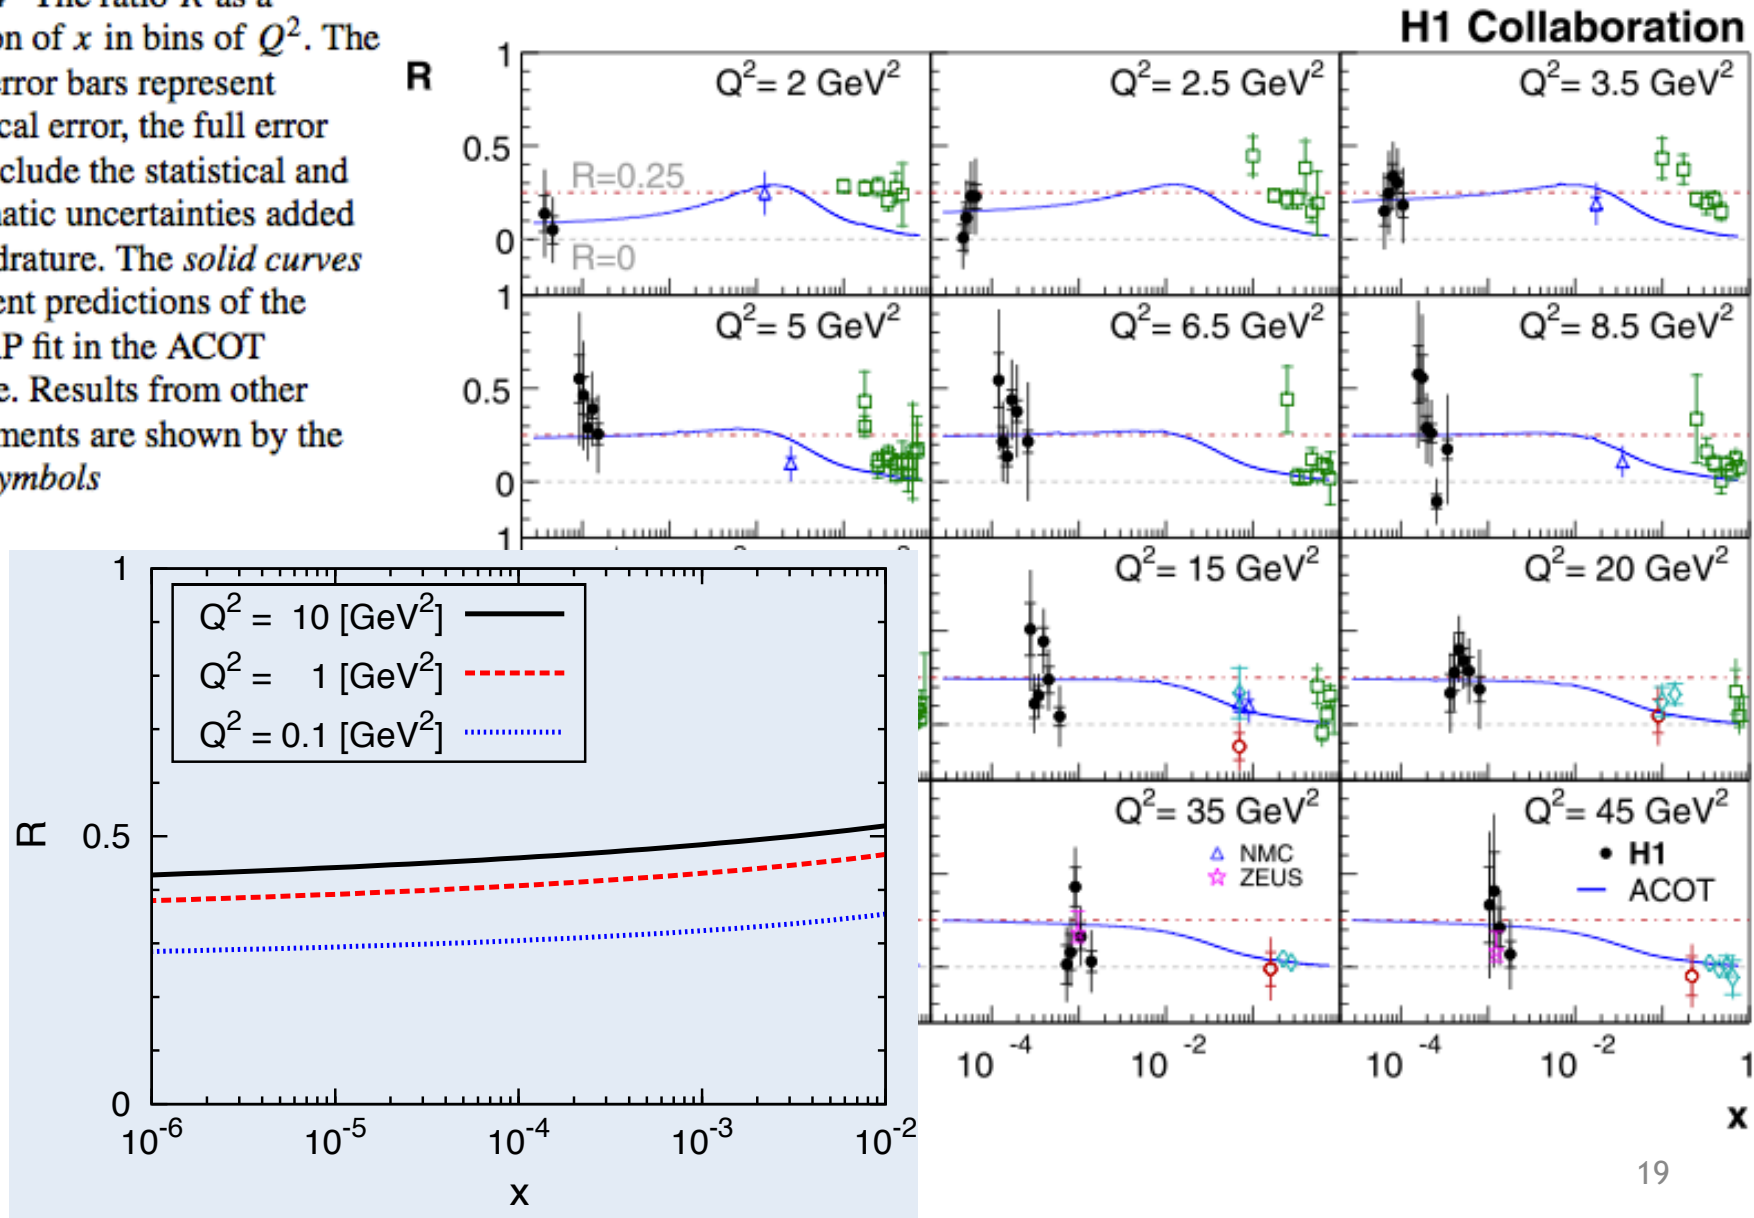 The ratio R as a
on of x in bins of Q². The
error bars represent
cal error, the full error
clude the statistical and
natic uncertainties added
drature. The solid curves
ent predictions of the
AP fit in the ACOT
e. Results from other
ments are shown by the
ymbols
H1 Collaboration
R
1
0.5
0
Q²= 2 GeV²
R=0.25
R=0
Q²= 2.5 GeV²
Q²= 3.5 GeV²
1
0.5
0
Q²= 5 GeV²
Q²= 6.5 GeV²
Q²= 8.5 GeV²
1
Q²= 15 GeV²
Q²= 20 GeV²
Q²= 35 GeV²
NMC
ZEUS
Q²= 45 GeV²
H1
ACOT
10⁻⁴
10⁻²
10⁻⁴
10⁻²
1
x
1
0.5
0
R
Q² = 10 [GeV²]
Q² = 1 [GeV²]
Q² = 0.1 [GeV²]
10⁻⁶
10⁻⁵
10⁻⁴
10⁻³
10⁻²
x
19